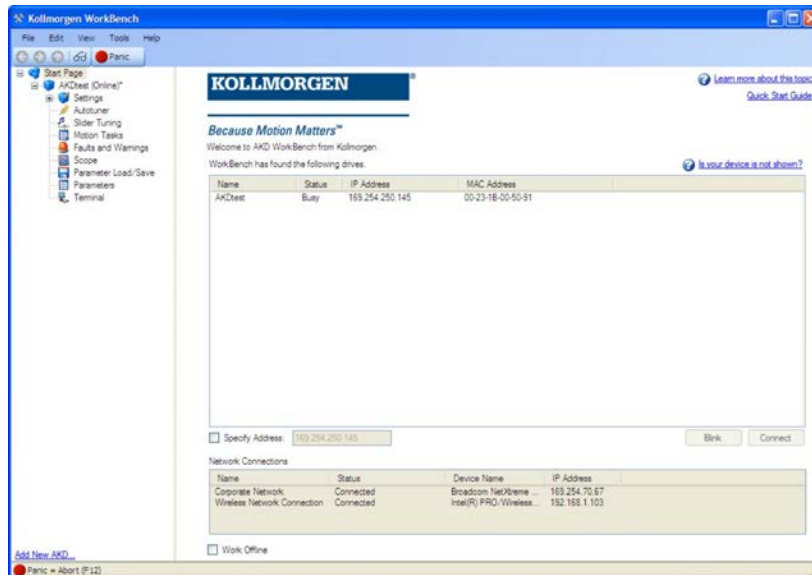 Kollmorgen WorkBench
File Edit View Tools Help
Panic
Start Page
AKDtest (Online)*
Settings
Autotuner
Slider Tuning
Motion Tasks
Faults and Warnings
Scope
Parameter Load/Save
Parameters
Terminal
Add New AKD...
KOLLMORGEN®
Because Motion Matters℠
Learn more about this topic
Quick Start Guide
Welcome to AKD WorkBench from Kollmorgen.
WorkBench has found the following drives.
Is your device is not shown?
Name Status IP Address MAC Address
AKDtest Busy 169.254.250.145 00-23-1B-00-50-91
Specify Address: 169.254.250.145
Blink Connect
Network Connections
Name Status Device Name IP Address
Corporate Network Connected Broadcom NetXtreme ... 169.254.70.67
Wireless Network Connection Connected Intel(R) PRO/Wireless... 192.168.1.103
Work Offline
Panic = Abort (F12)